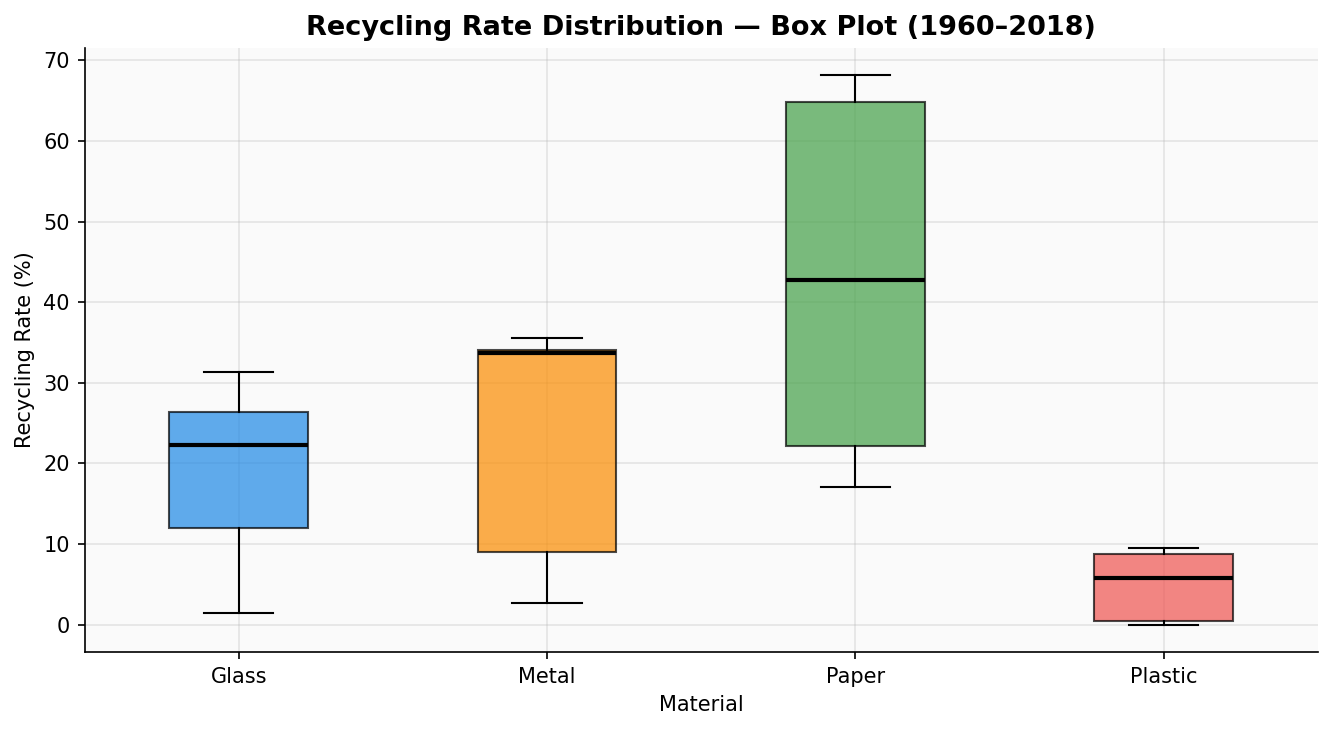 Recycling Rate Distribution — Box Plot (1960–2018)
Recycling Rate (%)
70
60
50
40
30
20
10
0
Glass
Metal
Paper
Plastic
Material